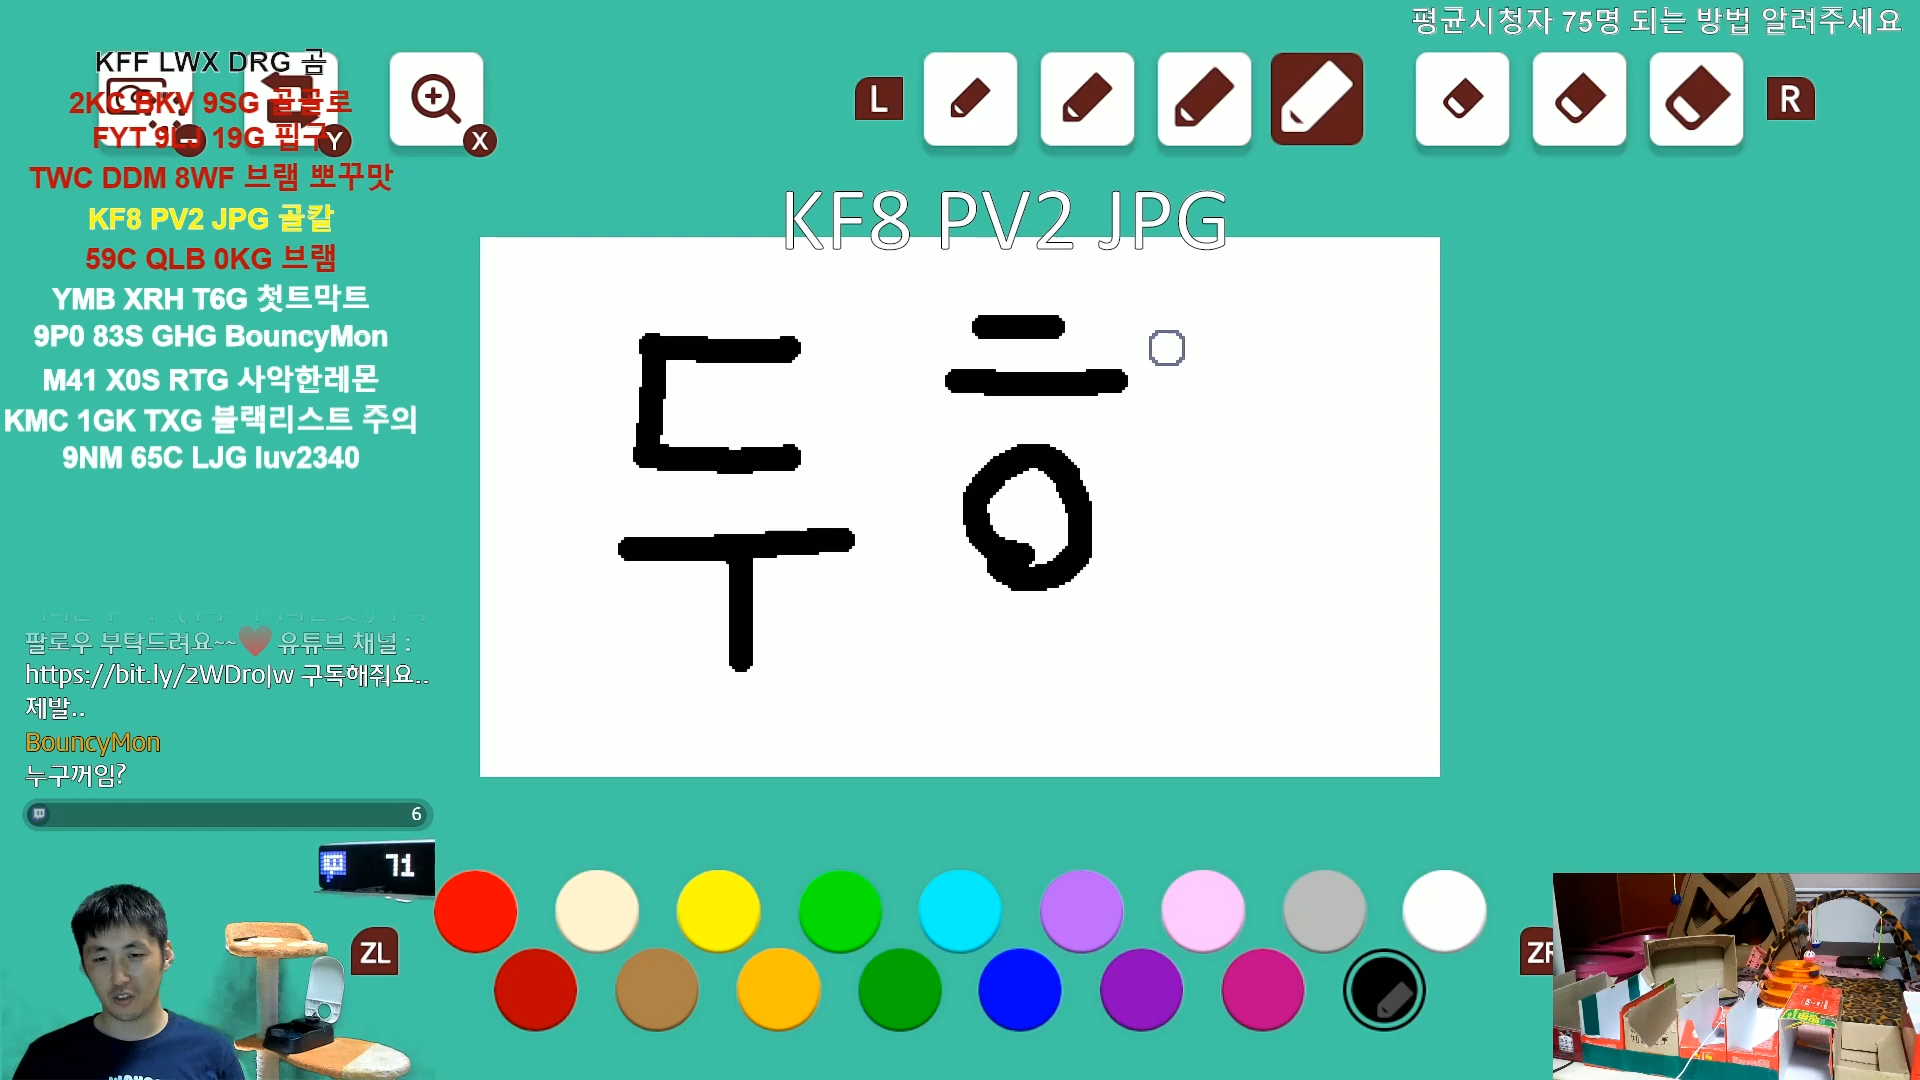 평균시청자 75명 되는 방법 알려주세요
KFF LWX DRG 곰
2KC BKV 9SG 골골로
FYT 9LJ 19G 핍구
TWC DDM 8WF 브램 뽀꾸맛
KF8 PV2 JPG 골칼
59C QLB 0KG 브램
YMB XRH T6G 첫트막트
9P0 83S GHG BouncyMon
M41 X0S RTG 사악한레몬
KMC 1GK TXG 블랙리스트 주의
9NM 65C LJG luv2340
Y
X
L
R
KF8 PV2 JPG
두 흥
팔로우 부탁드려요~~❤ 유튜브 채널 :
https://bit.ly/2WDroJw 구독해줘요..
제발..
BouncyMon
누구꺼임?
6
71
ZL
ZR